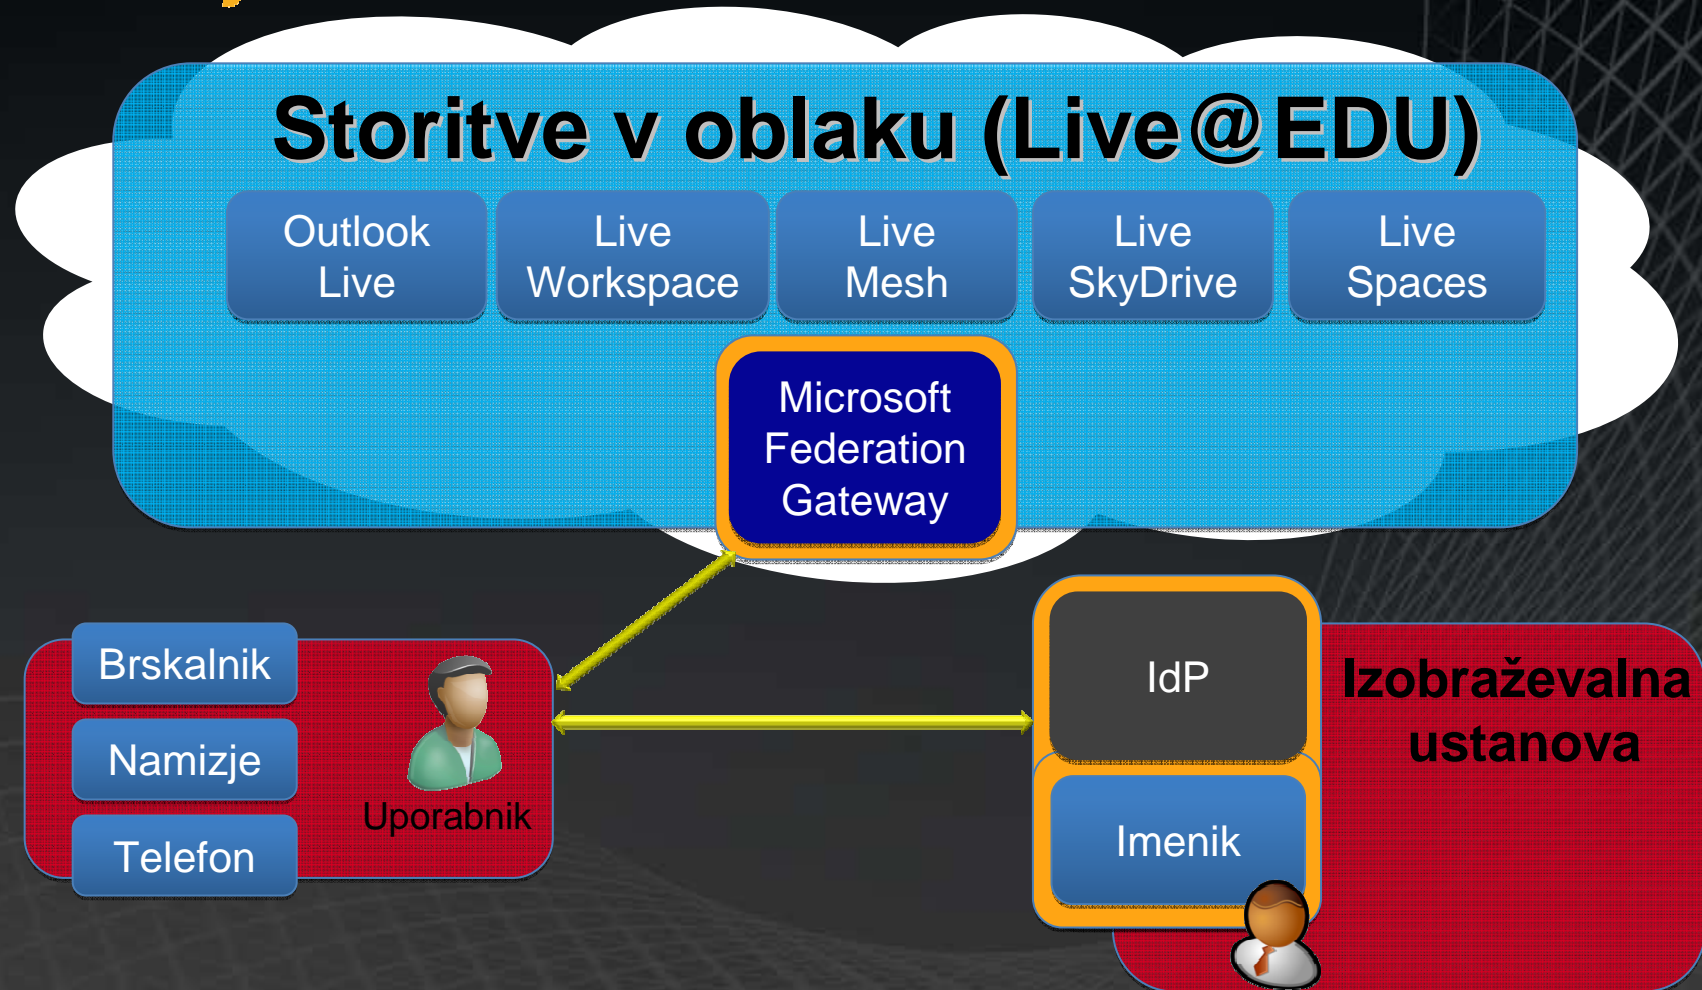 Storitve v oblaku (Live@EDU)
Outlook
Live
Live
Workspace
Live
Mesh
Live
SkyDrive
Live
Spaces
Microsoft
Federation
Gateway
Brskalnik
Namizje
Telefon
Uporabnik
IdP
Imenik
Izobraževalna
ustanova